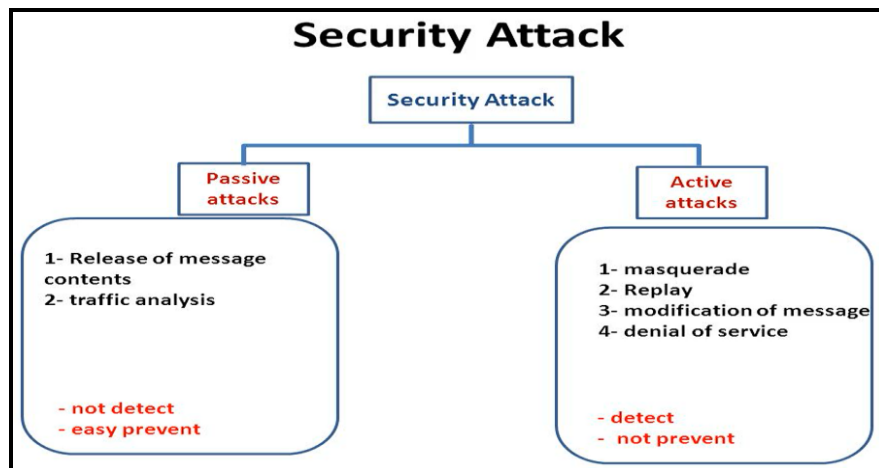 Security Attack
Security Attack
Passive
attacks
1- Release of message
contents
2- traffic analysis
- not detect
- easy prevent
Active
attacks
1- masquerade
2- Replay
3- modification of message
4- denial of service
- detect
- not prevent